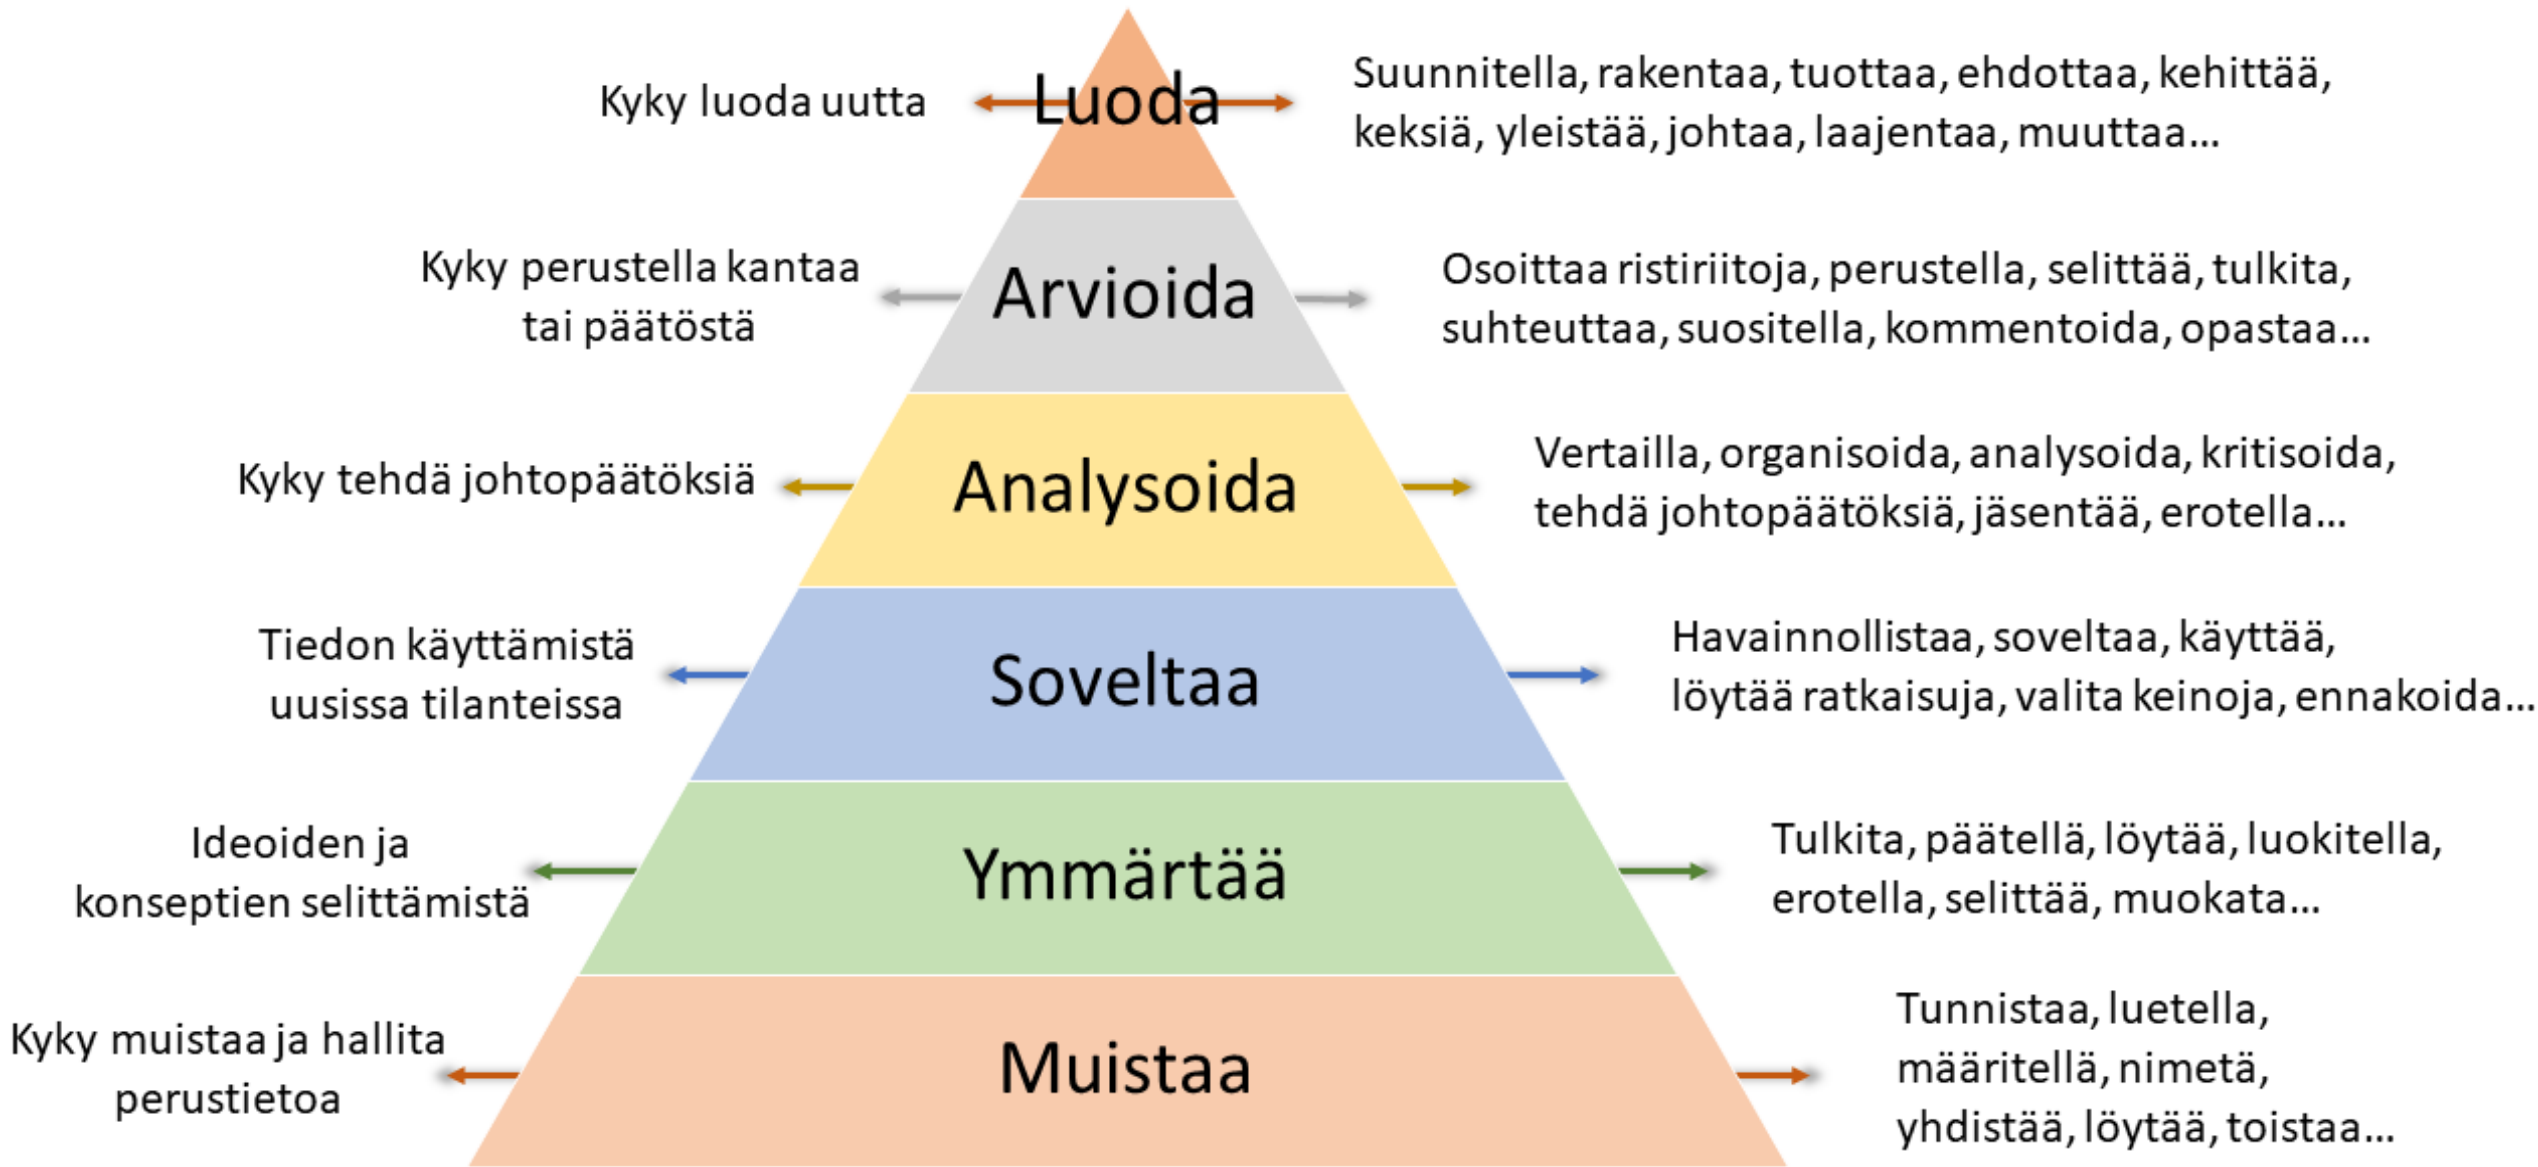 Kyky luoda uutta
Luoda
Suunnitella, rakentaa, tuottaa, ehdottaa, kehittää,
keksiä, yleistää, johtaa, laajentaa, muuttaa…
Kyky perustella kantaa
tai päätöstä
Arvioida
Osoittaa ristiriitoja, perustella, selittää, tulkita,
suhteuttaa, suositella, kommentoida, opastaa…
Kyky tehdä johtopäätöksiä
Analysoida
Vertailla, organisoida, analysoida, kritisoida,
tehdä johtopäätöksiä, jäsentää, erotella…
Tiedon käyttämistä
uusissa tilanteissa
Soveltaa
Havainnollistaa, soveltaa, käyttää,
löytää ratkaisuja, valita keinoja, ennakoida…
Ideoiden ja
konseptien selittämistä
Ymmärtää
Tulkita, päätellä, löytää, luokitella,
erotella, selittää, muokata…
Kyky muistaa ja hallita
perustietoa
Muistaa
Tunnistaa, luetella,
määritellä, nimetä,
yhdistää, löytää, toistaa…